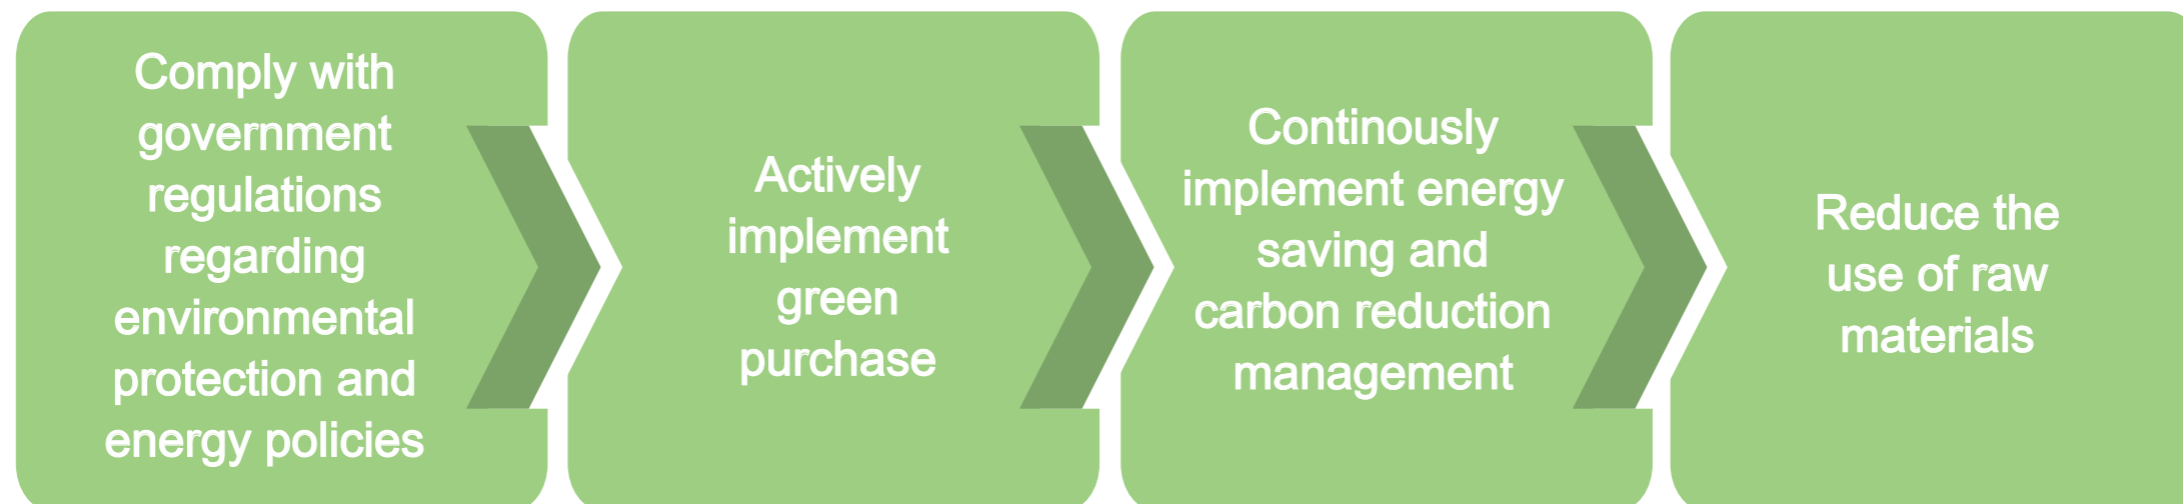 Comply with
government
regulations
regarding
environmental
protection and
energy policies
Actively
implement
green
purchase
Continously
implement energy
saving and
carbon reduction
management
Reduce the
use of raw
materials